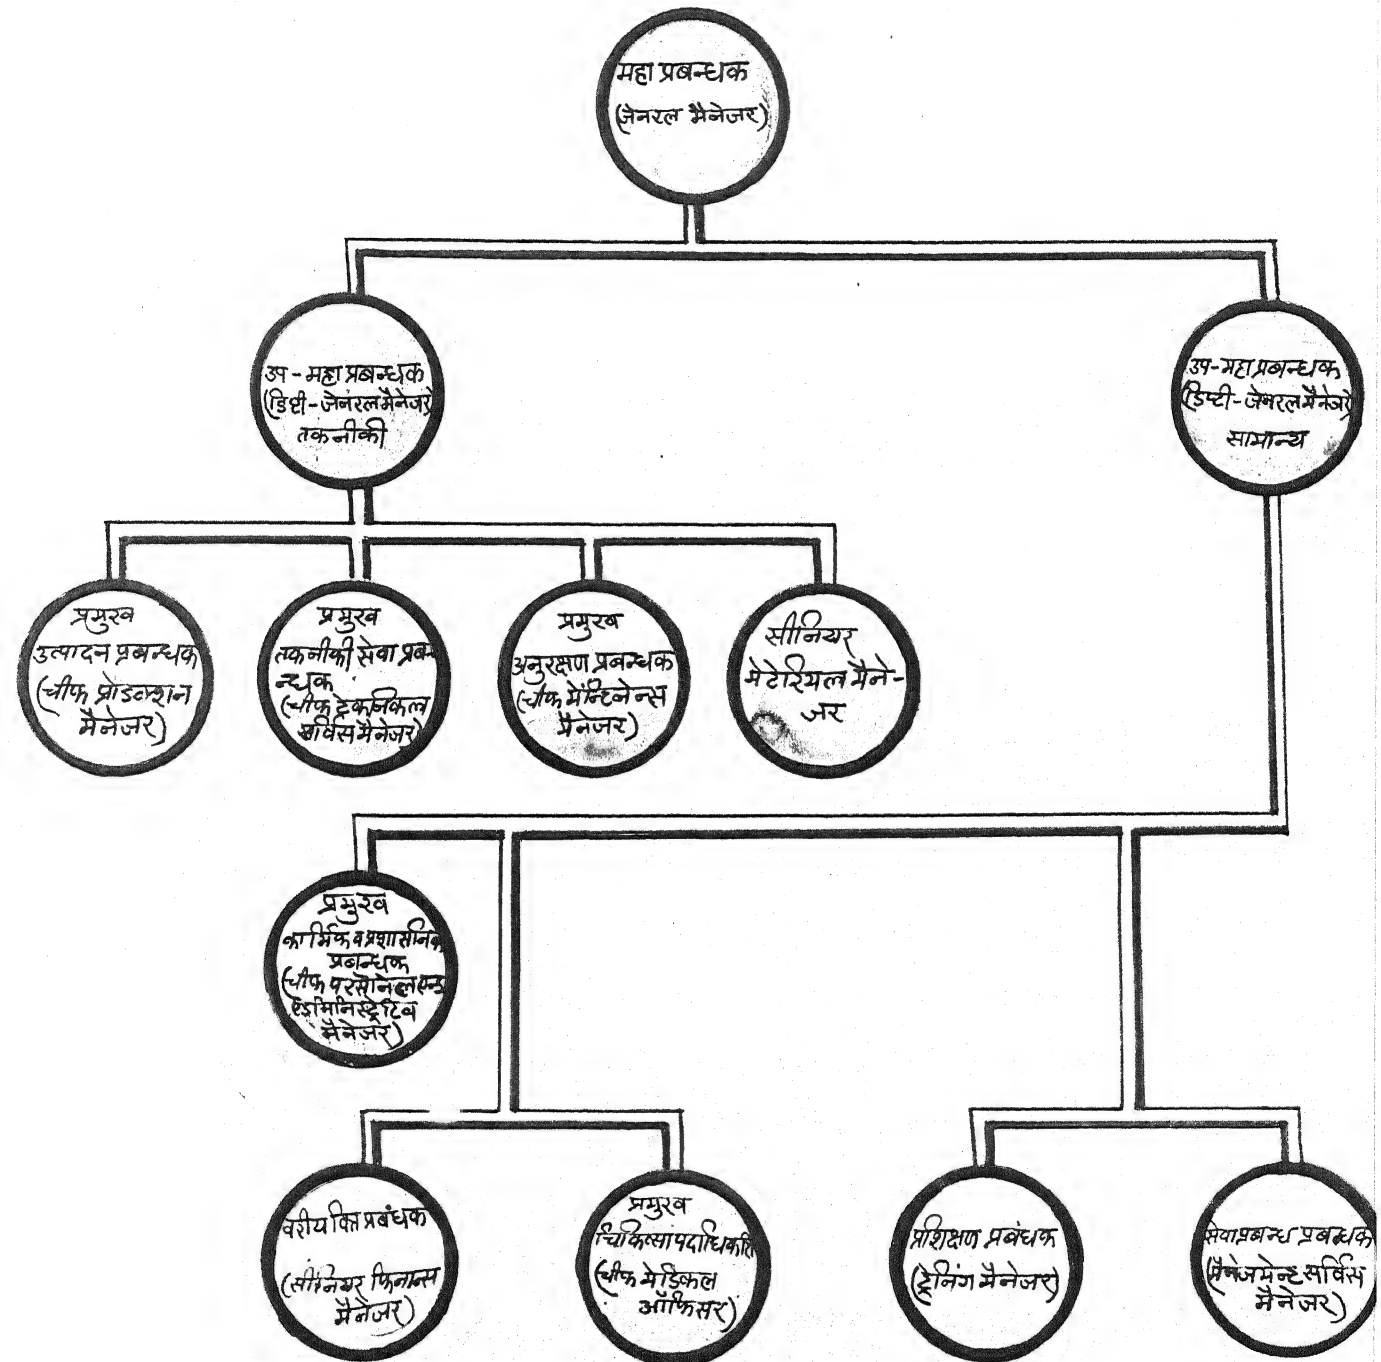 महा प्रबन्धक
(जेनरल मैनेजर)
उप-महा प्रबन्धक
(डिप्टी-जेनरल मैनेजर)
तकनीकी
उप-महा प्रबन्धक
(डिप्टी-जेनरल मैनेजर)
सामान्य
प्रमुख
उत्पादन प्रबन्धक
(चीफ प्रोडक्शन
मैनेजर)
प्रमुख
तकनीकी सेवा प्रब-
न्धक
(चीफ टेकनिकल
सर्विस मैनेजर)
प्रमुख
अनुरक्षण प्रबन्धक
(चीफ मेन्टिनेन्स
मैनेजर)
सीनियर
मेटेरियल मैने-
जर
प्रमुख
कार्मिक व प्रशासनिक
प्रबन्धक
(चीफ परसोनेल एन्ड
एडमिनिस्ट्रेटिव
मैनेजर)
वरीय वित्त प्रबंधक
(सीनियर फिनान्स
मैनेजर)
प्रमुख
चिकित्सा पदाधिकारी
(चीफ मेडिकल
ऑफिसर)
प्रशिक्षण प्रबंधक
(ट्रेनिंग मैनेजर)
सेवा प्रबन्ध प्रबन्धक
(मैनेजमेन्ट सर्विस
मैनेजर)